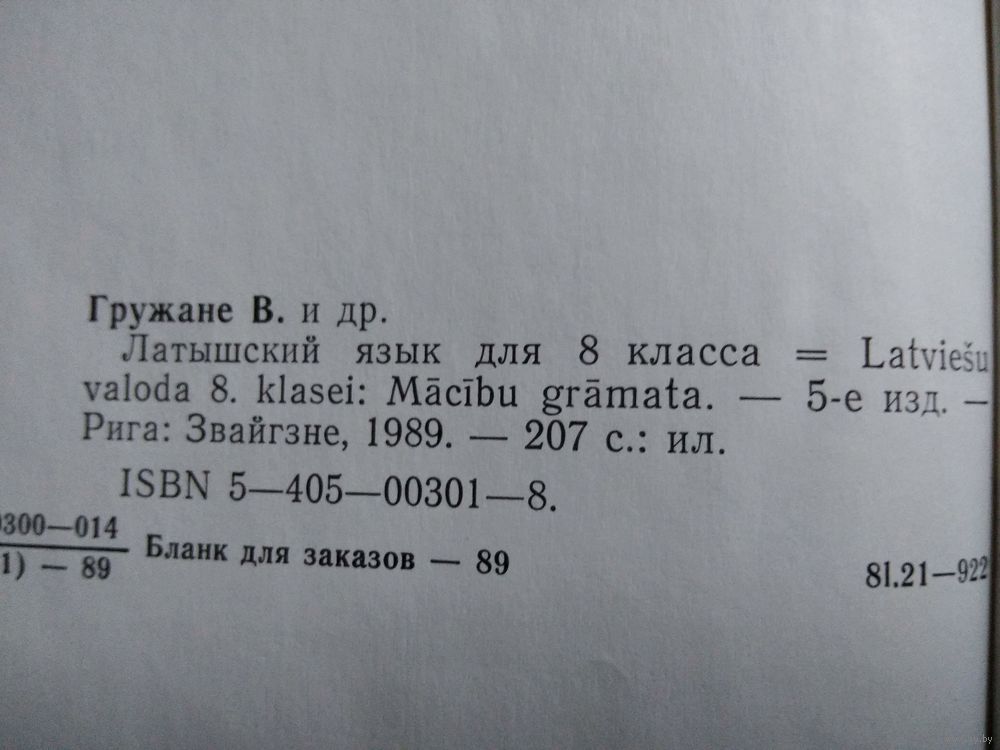 Гружане В. и др.
Латышский язык для 8 класса = Latviešu
valoda 8. klasei: Mācību grāmata. — 5-е изд. —
Рига: Звайгзне, 1989. — 207 с.: ил.
ISBN 5—405—00301—8.
0300—014
1) — 89
Бланк для заказов — 89
81.21—922